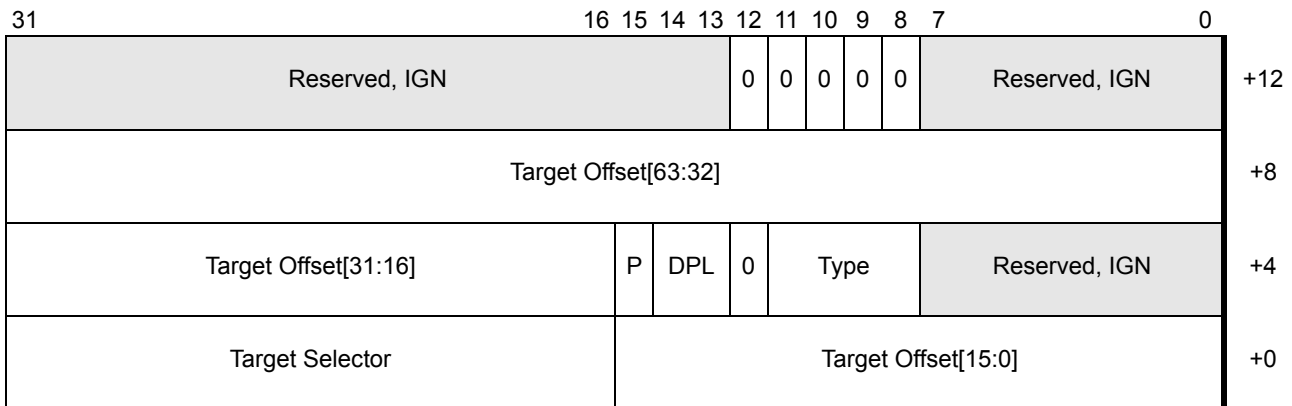 31 16 15 14 13 12 11 10 9 8 7 0
Reserved, IGN 0 0 0 0 0 Reserved, IGN +12
Target Offset[63:32] +8
Target Offset[31:16] P DPL 0 Type Reserved, IGN +4
Target Selector Target Offset[15:0] +0